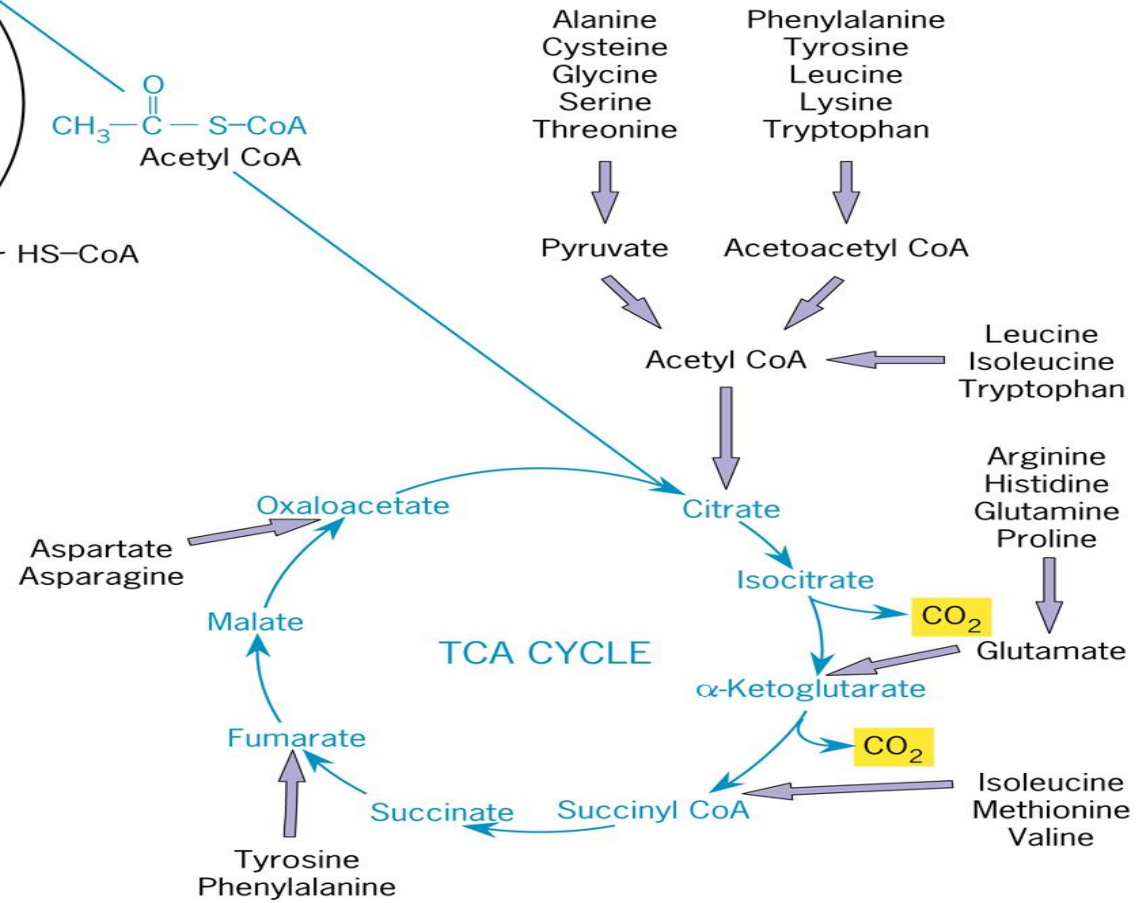 O
CH3—C—S—CoA
Acetyl CoA
HS—CoA
Alanine
Cysteine
Glycine
Serine
Threonine
Pyruvate
Phenylalanine
Tyrosine
Leucine
Lysine
Tryptophan
Acetoacetyl CoA
Acetyl CoA
Leucine
Isoleucine
Tryptophan
Arginine
Histidine
Glutamine
Proline
Glutamate
Oxaloacetate
Citrate
Aspartate
Asparagine
Isocitrate
CO2
Malate
TCA CYCLE
α-Ketoglutarate
CO2
Fumarate
Succinate
Succinyl CoA
Isoleucine
Methionine
Valine
Tyrosine
Phenylalanine